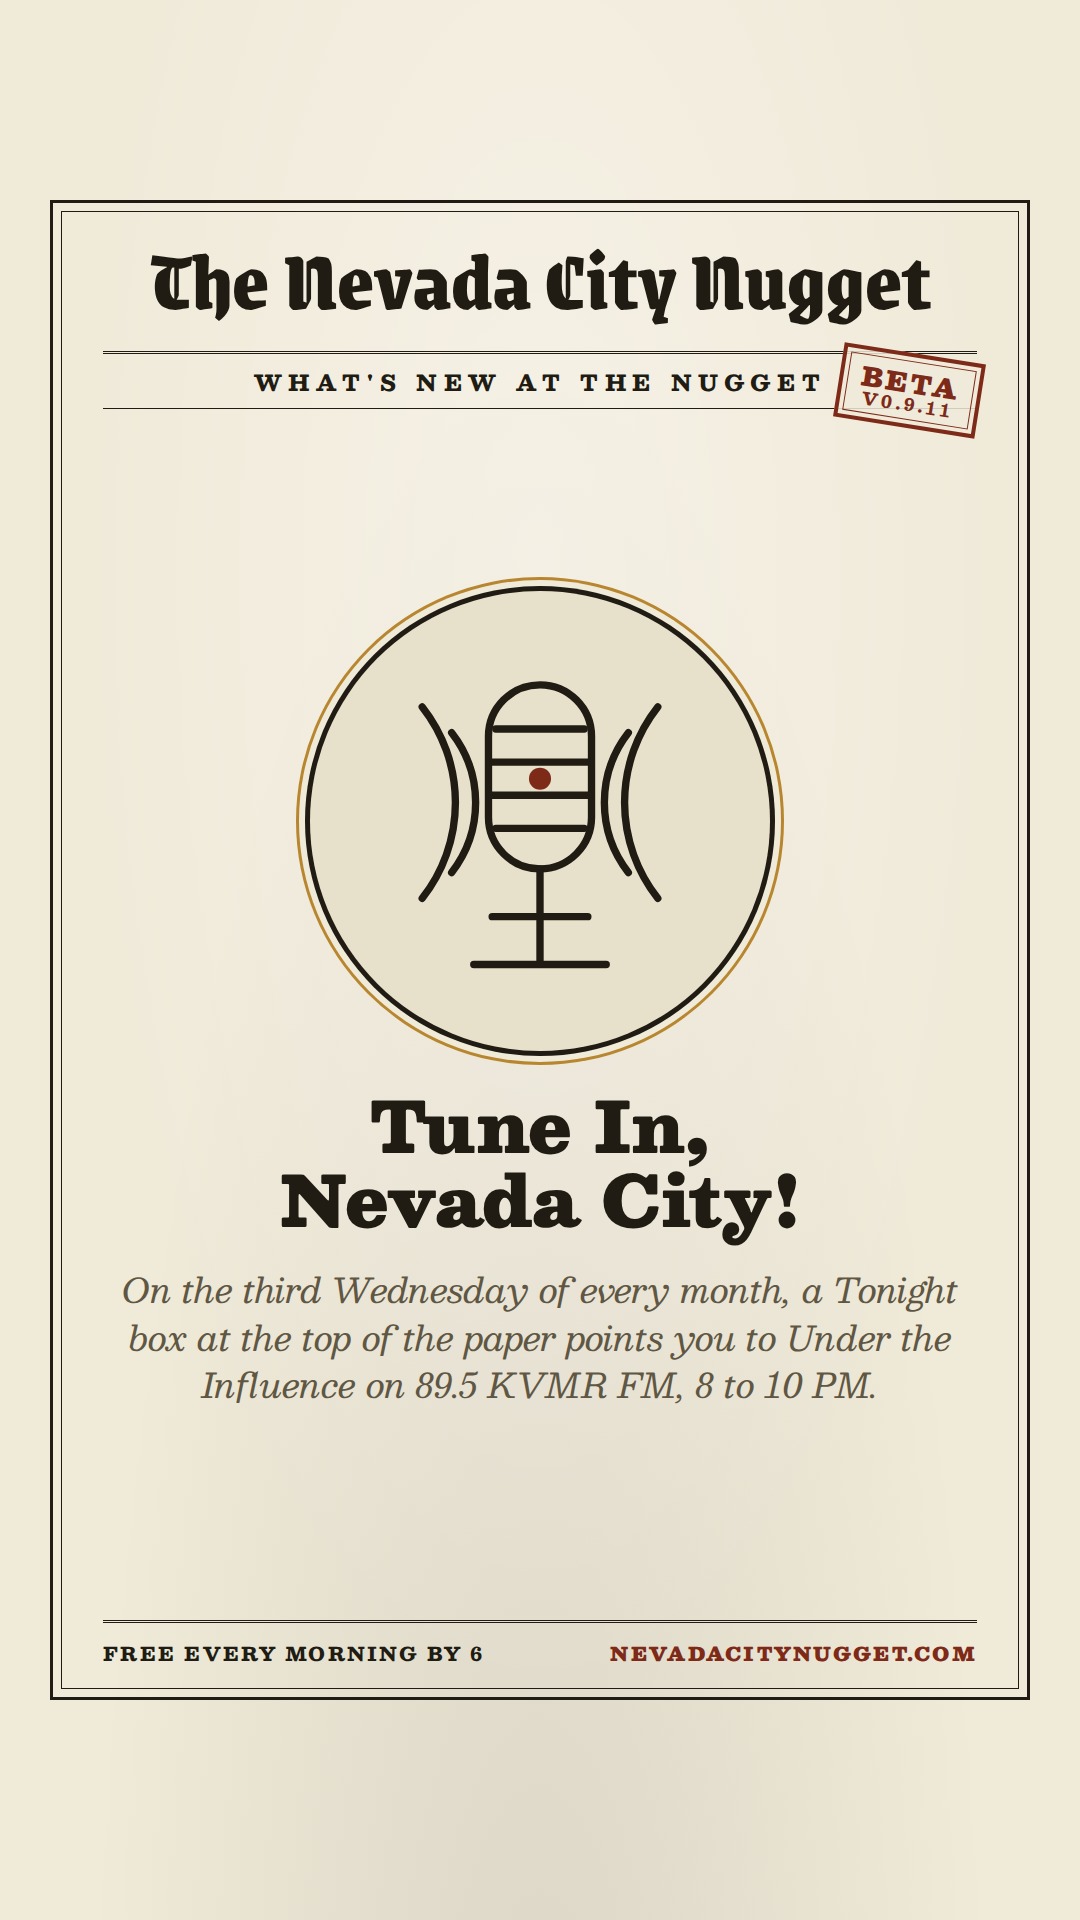 The Nevada City Nugget
WHAT'S NEW AT THE NUGGET
BETA
V0.9.11
Tune In,
Nevada City!
On the third Wednesday of every month, a Tonight
box at the top of the paper points you to Under the
Influence on 89.5 KVMR FM, 8 to 10 PM.
FREE EVERY MORNING BY 6
NEVADACITYNUGGET.COM